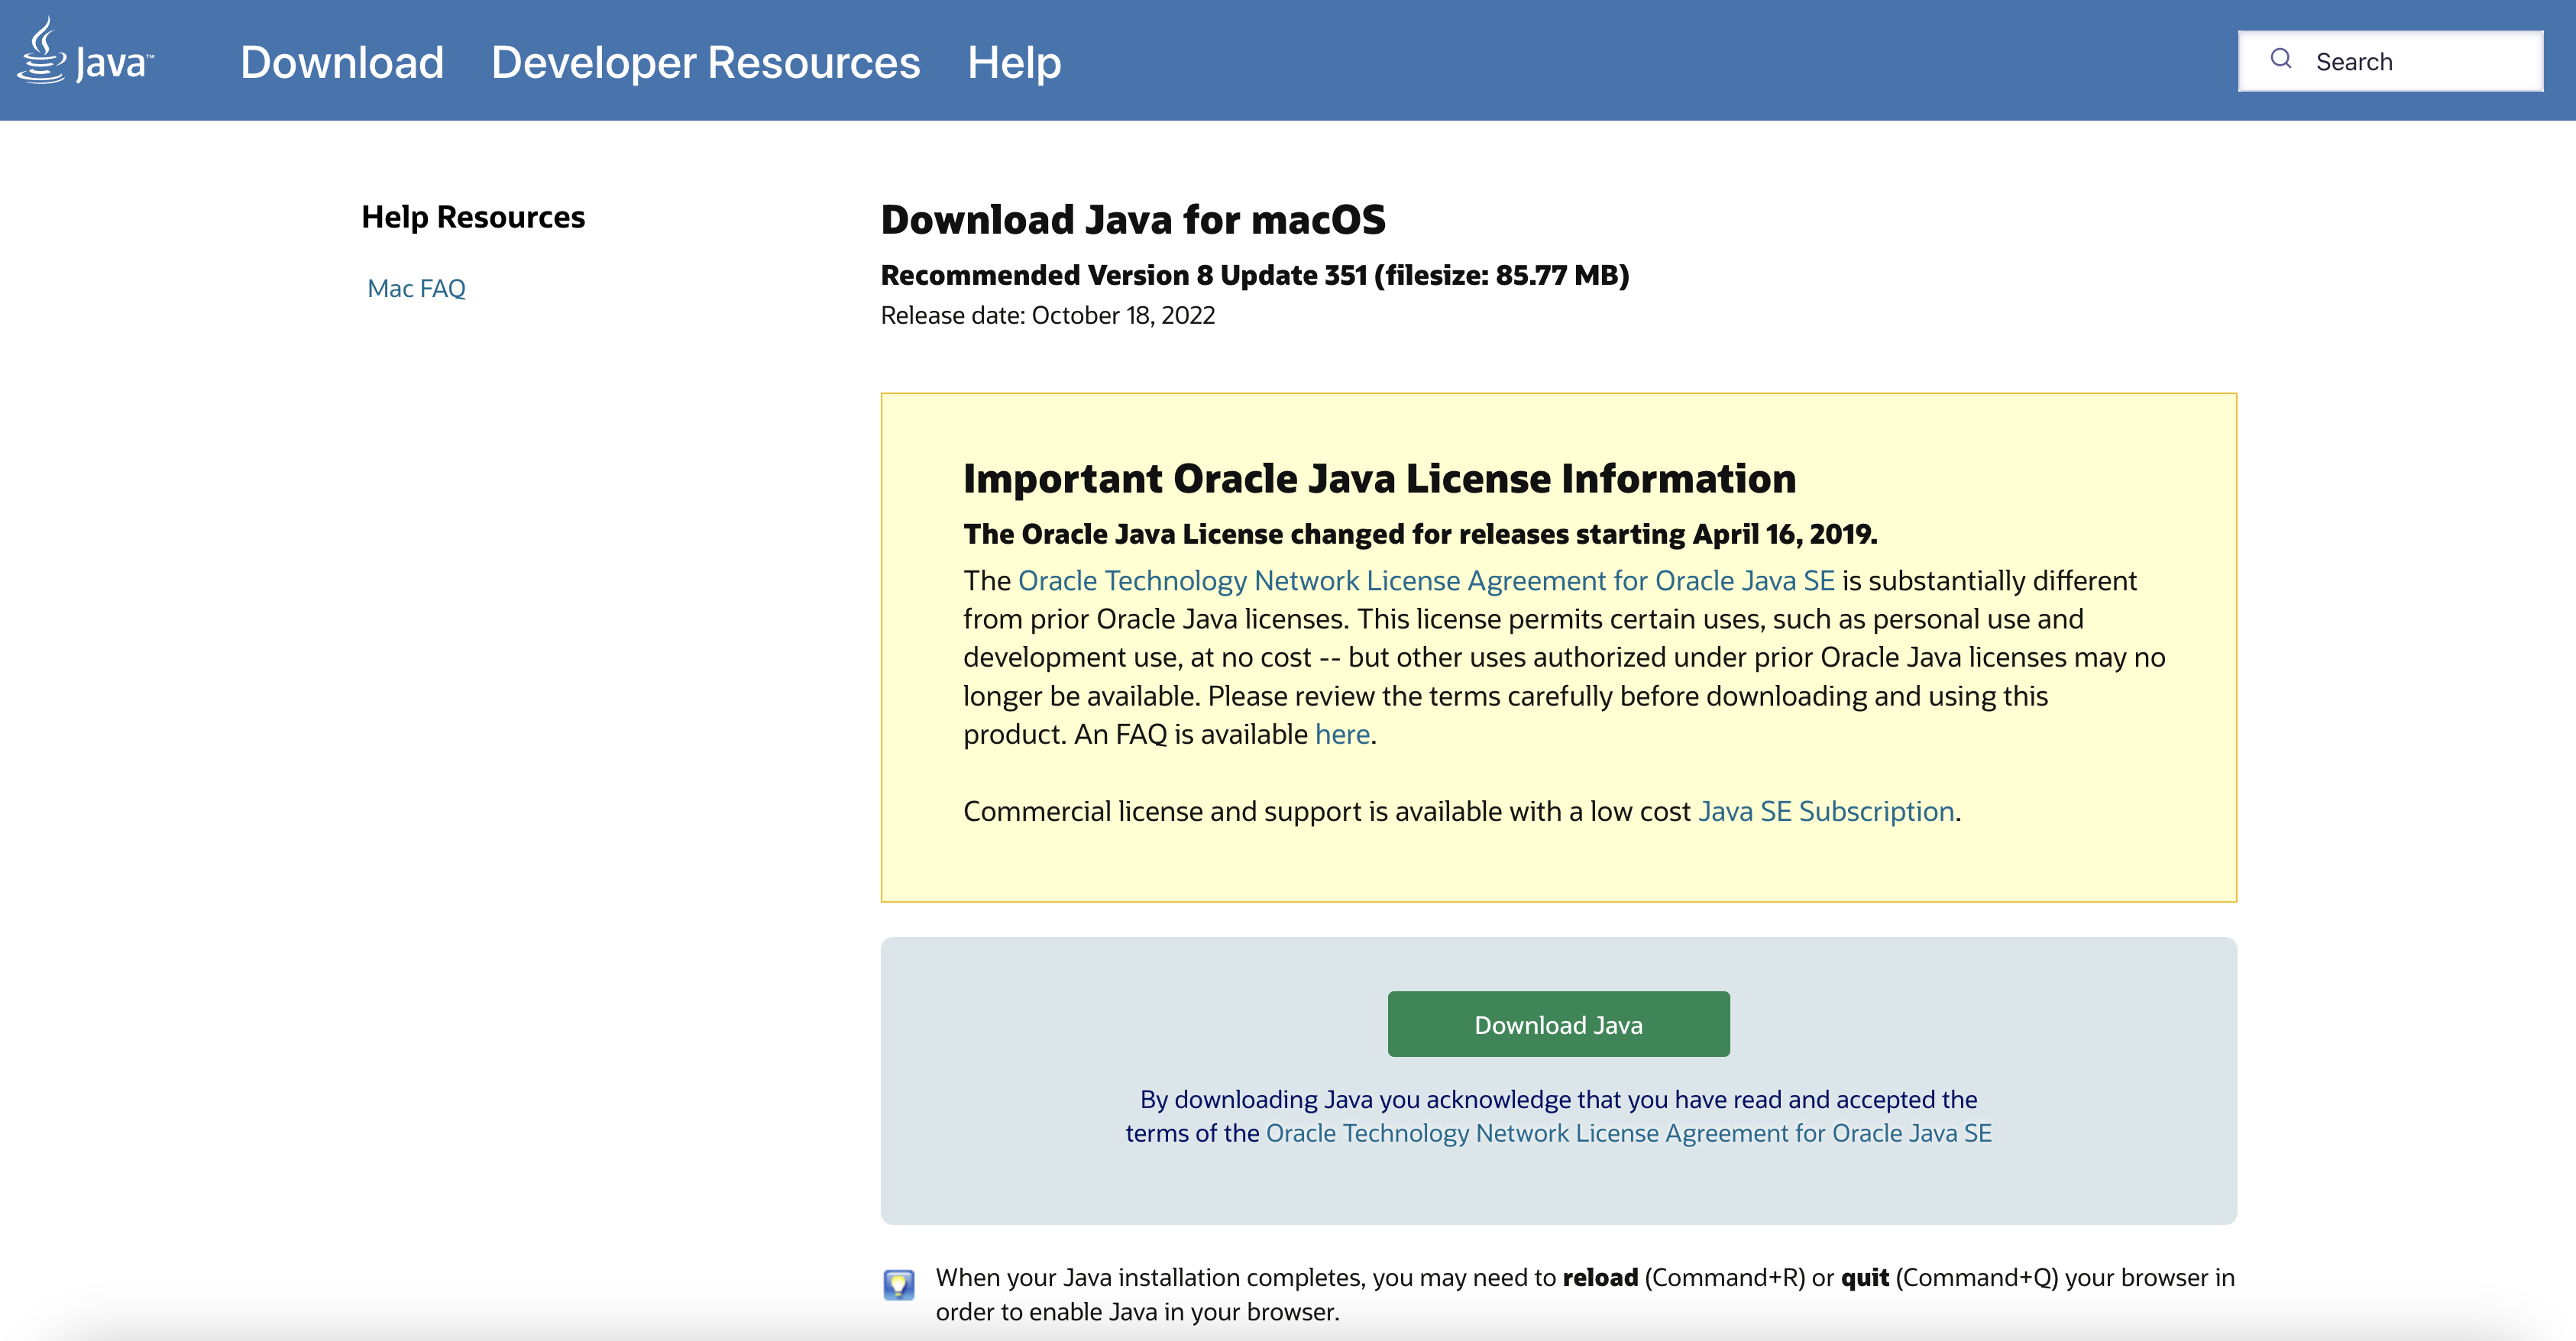 Java™ Download Developer Resources Help Search
Help Resources
Mac FAQ
Download Java for macOS
Recommended Version 8 Update 351 (filesize: 85.77 MB)
Release date: October 18, 2022
Important Oracle Java License Information
The Oracle Java License changed for releases starting April 16, 2019.
The Oracle Technology Network License Agreement for Oracle Java SE is substantially different
from prior Oracle Java licenses. This license permits certain uses, such as personal use and
development use, at no cost -- but other uses authorized under prior Oracle Java licenses may no
longer be available. Please review the terms carefully before downloading and using this
product. An FAQ is available here.
Commercial license and support is available with a low cost Java SE Subscription.
Download Java
By downloading Java you acknowledge that you have read and accepted the
terms of the Oracle Technology Network License Agreement for Oracle Java SE
When your Java installation completes, you may need to reload (Command+R) or quit (Command+Q) your browser in
order to enable Java in your browser.